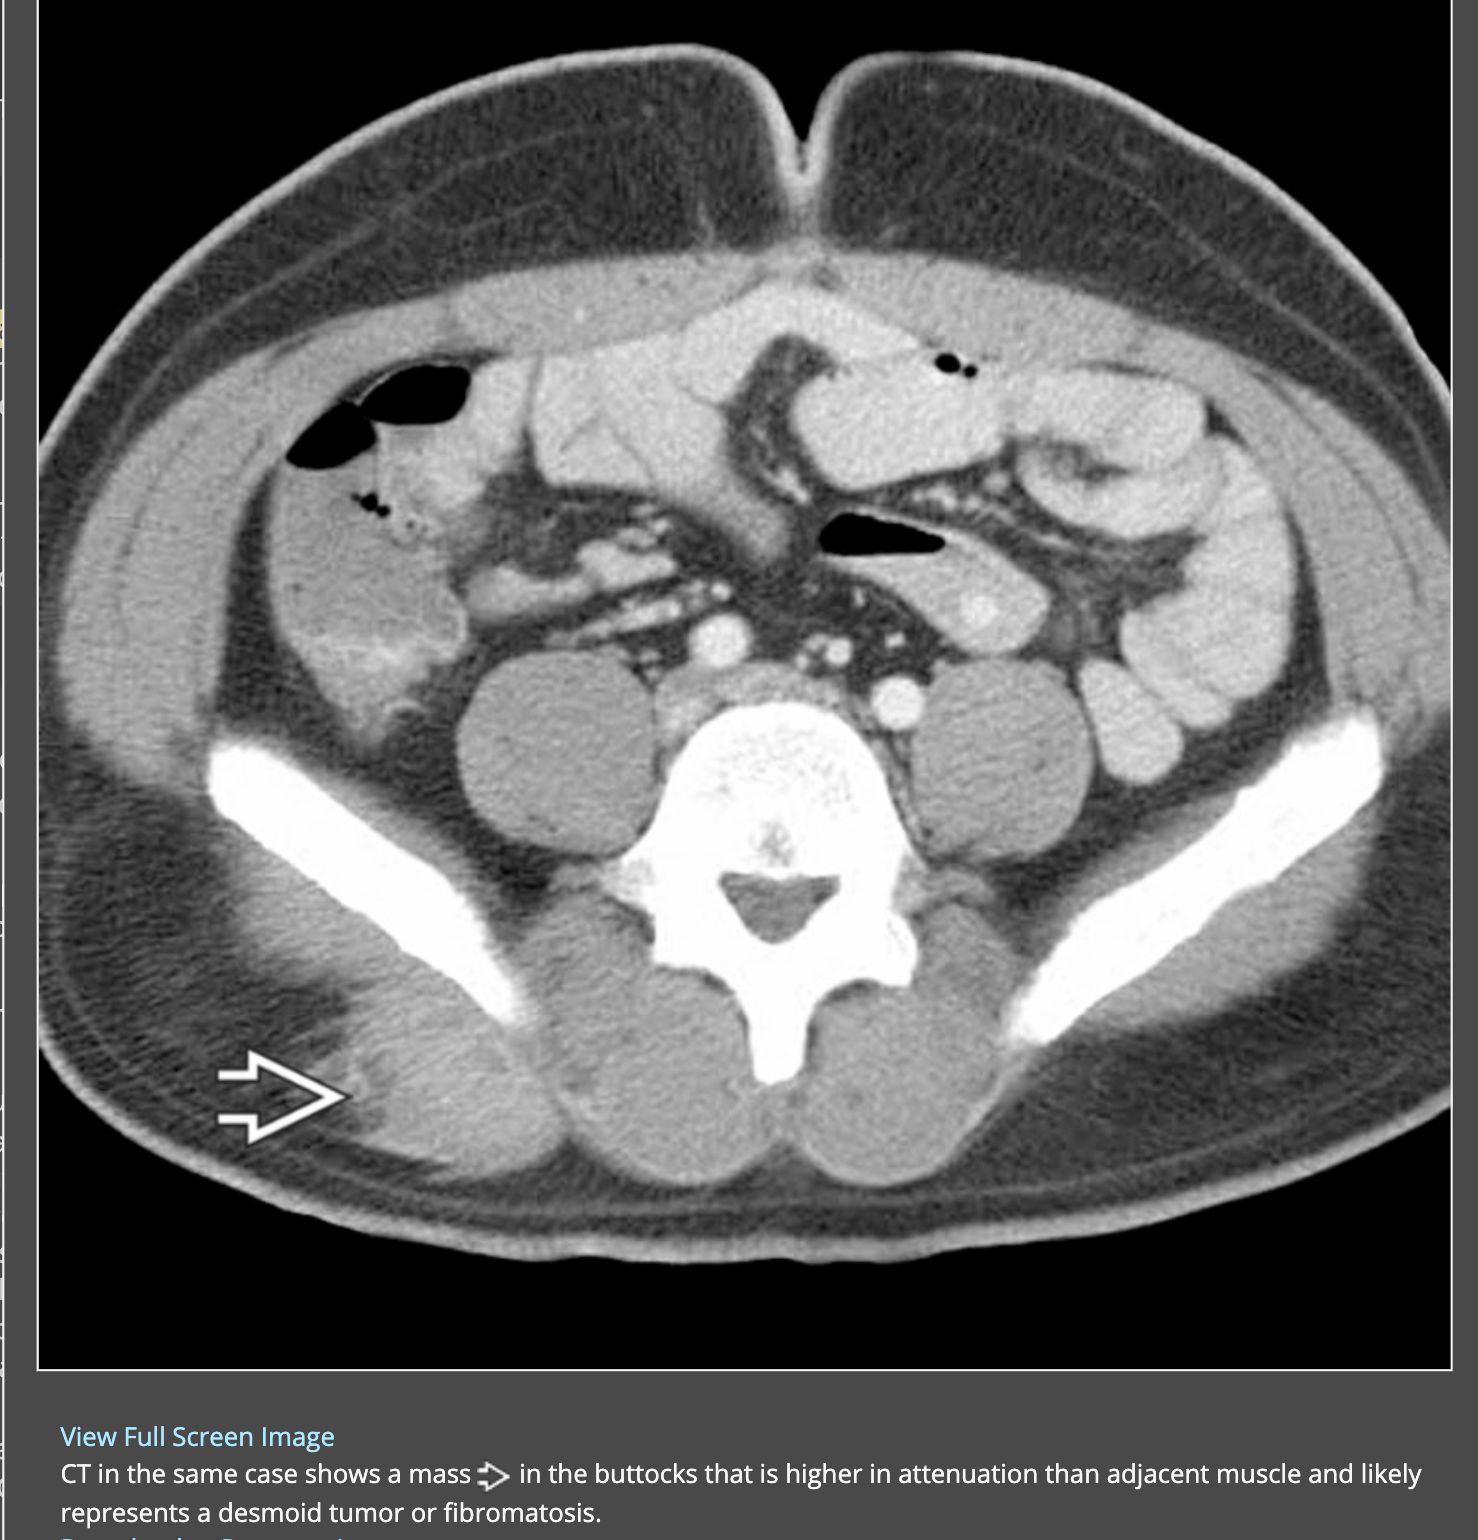 View Full Screen Image
CT in the same case shows a mass in the buttocks that is higher in attenuation than adjacent muscle and likely
represents a desmoid tumor or fibromatosis.